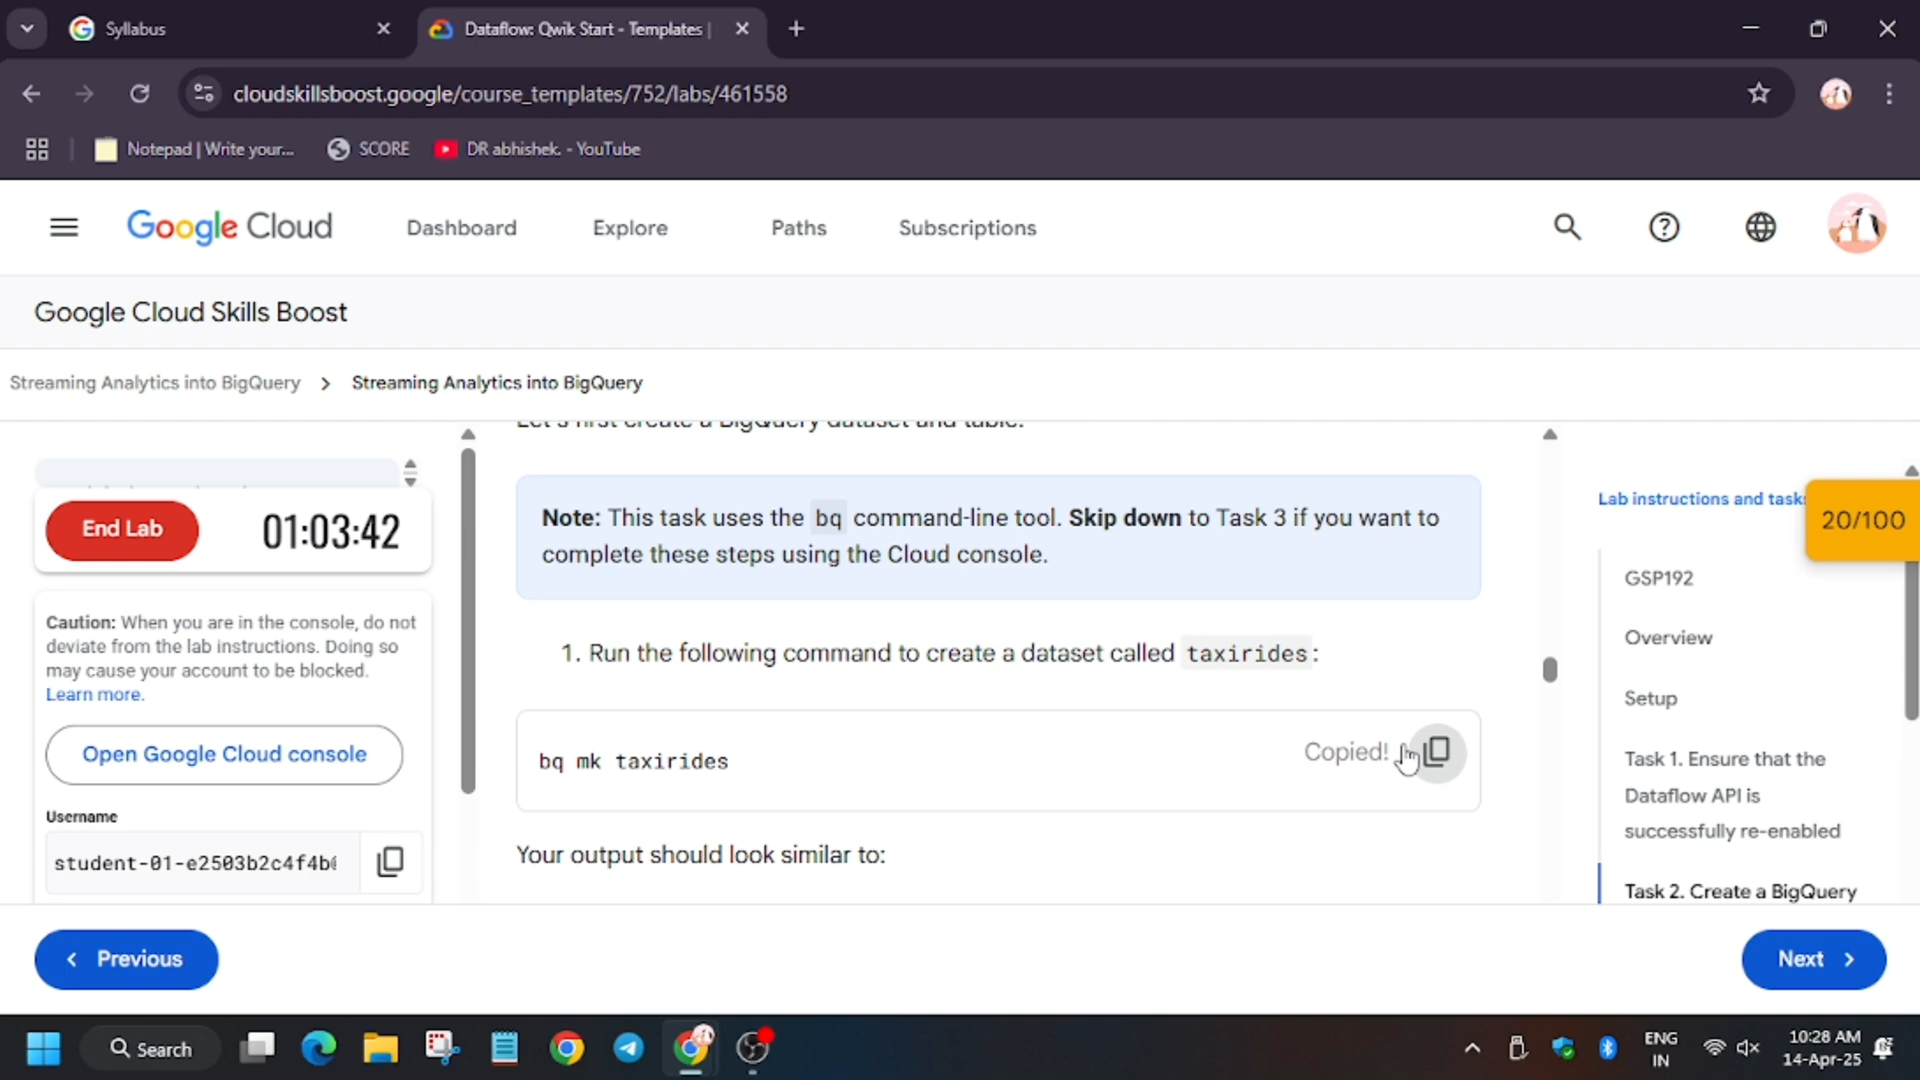 Syllabus
Dataflow: Qwik Start - Templates |
cloudskillsboost.google/course_templates/752/labs/461558
Notepad | Write your...
SCORE
DR abhishek. - YouTube
Google Cloud
Dashboard
Explore
Paths
Subscriptions
Google Cloud Skills Boost
Streaming Analytics into BigQuery
Streaming Analytics into BigQuery
Let's first create a BigQuery dataset and table.
End Lab
01:03:42
Note: This task uses the bq command-line tool. Skip down to Task 3 if you want to
complete these steps using the Cloud console.
Lab instructions and tasks
20/100
GSP192
Overview
Setup
Task 1. Ensure that the
Dataflow API is
successfully re-enabled
Task 2. Create a BigQuery
Caution: When you are in the console, do not
deviate from the lab instructions. Doing so
may cause your account to be blocked.
Learn more.
Open Google Cloud console
Username
student-01-e2503b2c4f4b
1. Run the following command to create a dataset called taxirides:
bq mk taxirides
Copied!
Your output should look similar to:
Previous
Next
Search
ENG
IN
10:28 AM
14-Apr-25